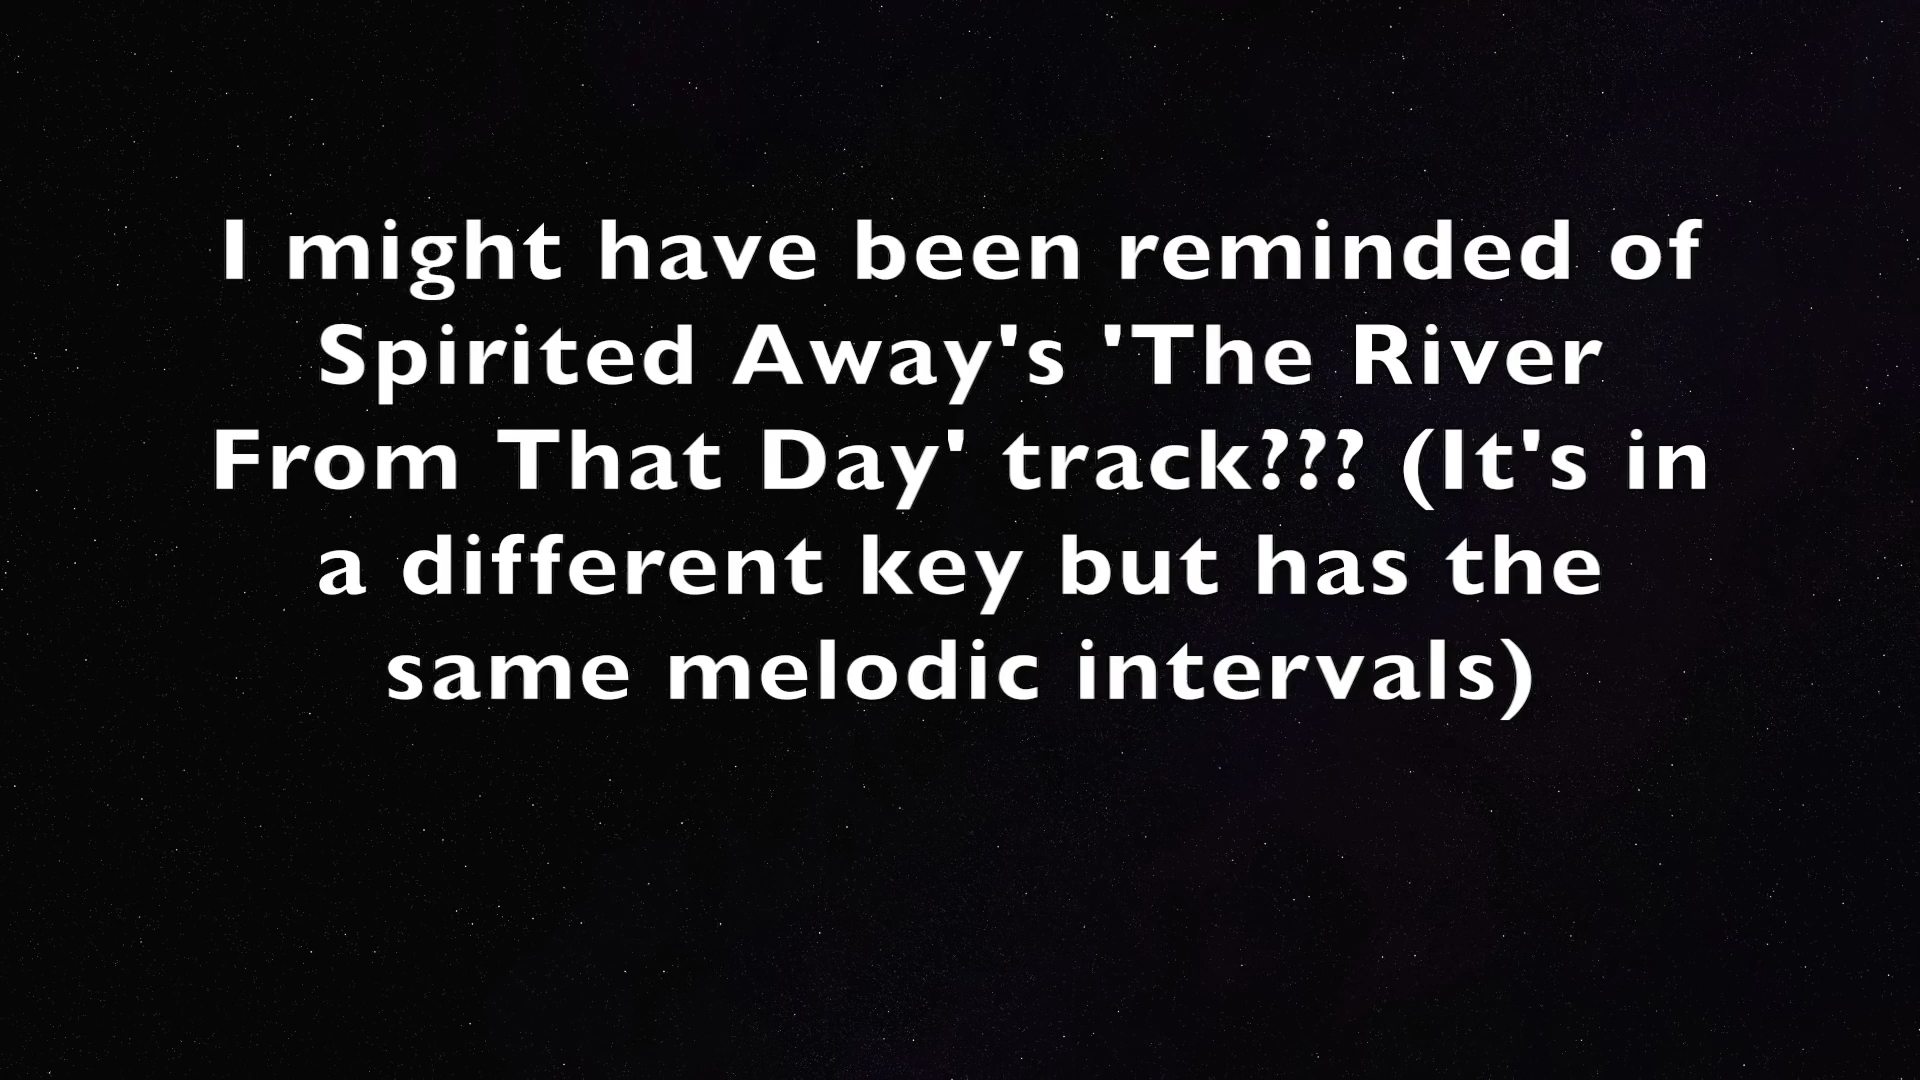 I might have been reminded of
Spirited Away's 'The River
From That Day' track??? (It's in
a different key but has the
same melodic intervals)